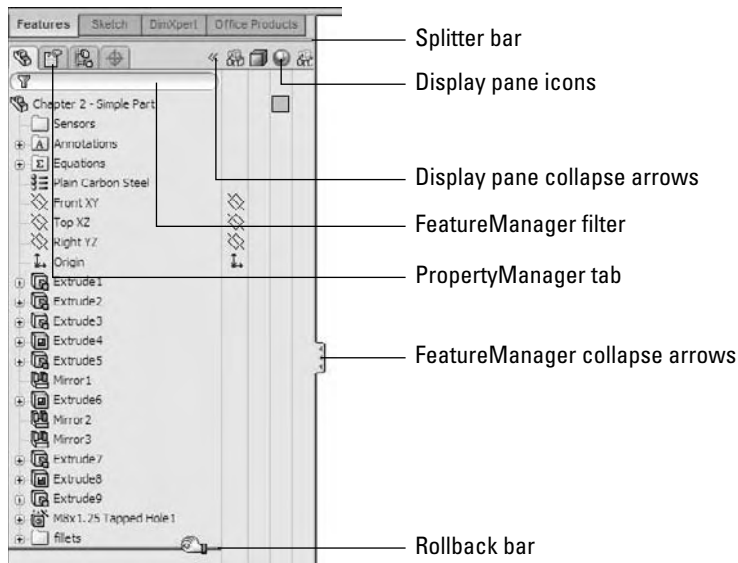 Features Sketch DimXpert Office Products
Splitter bar
Display pane icons
Chapter 2 - Simple Part
Sensors
A Annotations
Σ Equations
Display pane collapse arrows
Plain Carbon Steel
Front XY
FeatureManager filter
Top XZ
Right YZ
Origin
PropertyManager tab
Extrude1
Extrude2
Extrude3
Extrude4
FeatureManager collapse arrows
Extrude5
Mirror1
Extrude6
Mirror2
Mirror3
Extrude7
Extrude8
Extrude9
M8x1.25 Tapped Hole1
fillets
Rollback bar